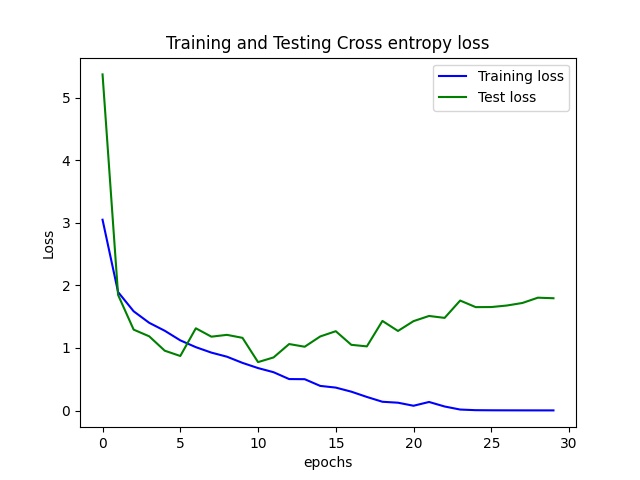 Training and Testing Cross entropy loss
Training loss
Test loss
5
4
3
2
1
0
Loss
0 5 10 15 20 25 30
epochs